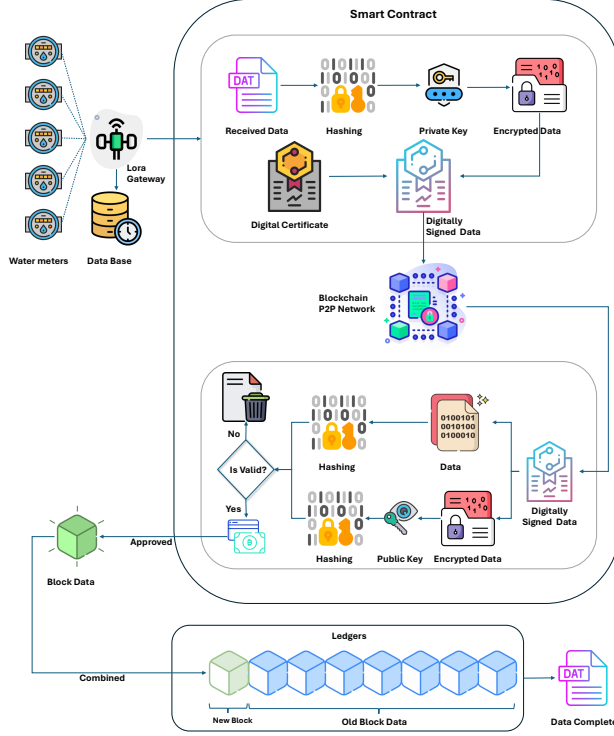 Smart Contract
DAT
Received Data
Hashing
Private Key
Encrypted Data
Lora
Gateway
Water meters
Data Base
Digital Certificate
Digitally
Signed Data
Blockchain
P2P Network
No
Is Valid?
Yes
Hashing
0100101
0010100
0100010
Data
Digitally
Signed Data
Hashing
Public Key
Encrypted Data
Approved
Block Data
Combined
Ledgers
New Block
Old Block Data
DAT
Data Complete